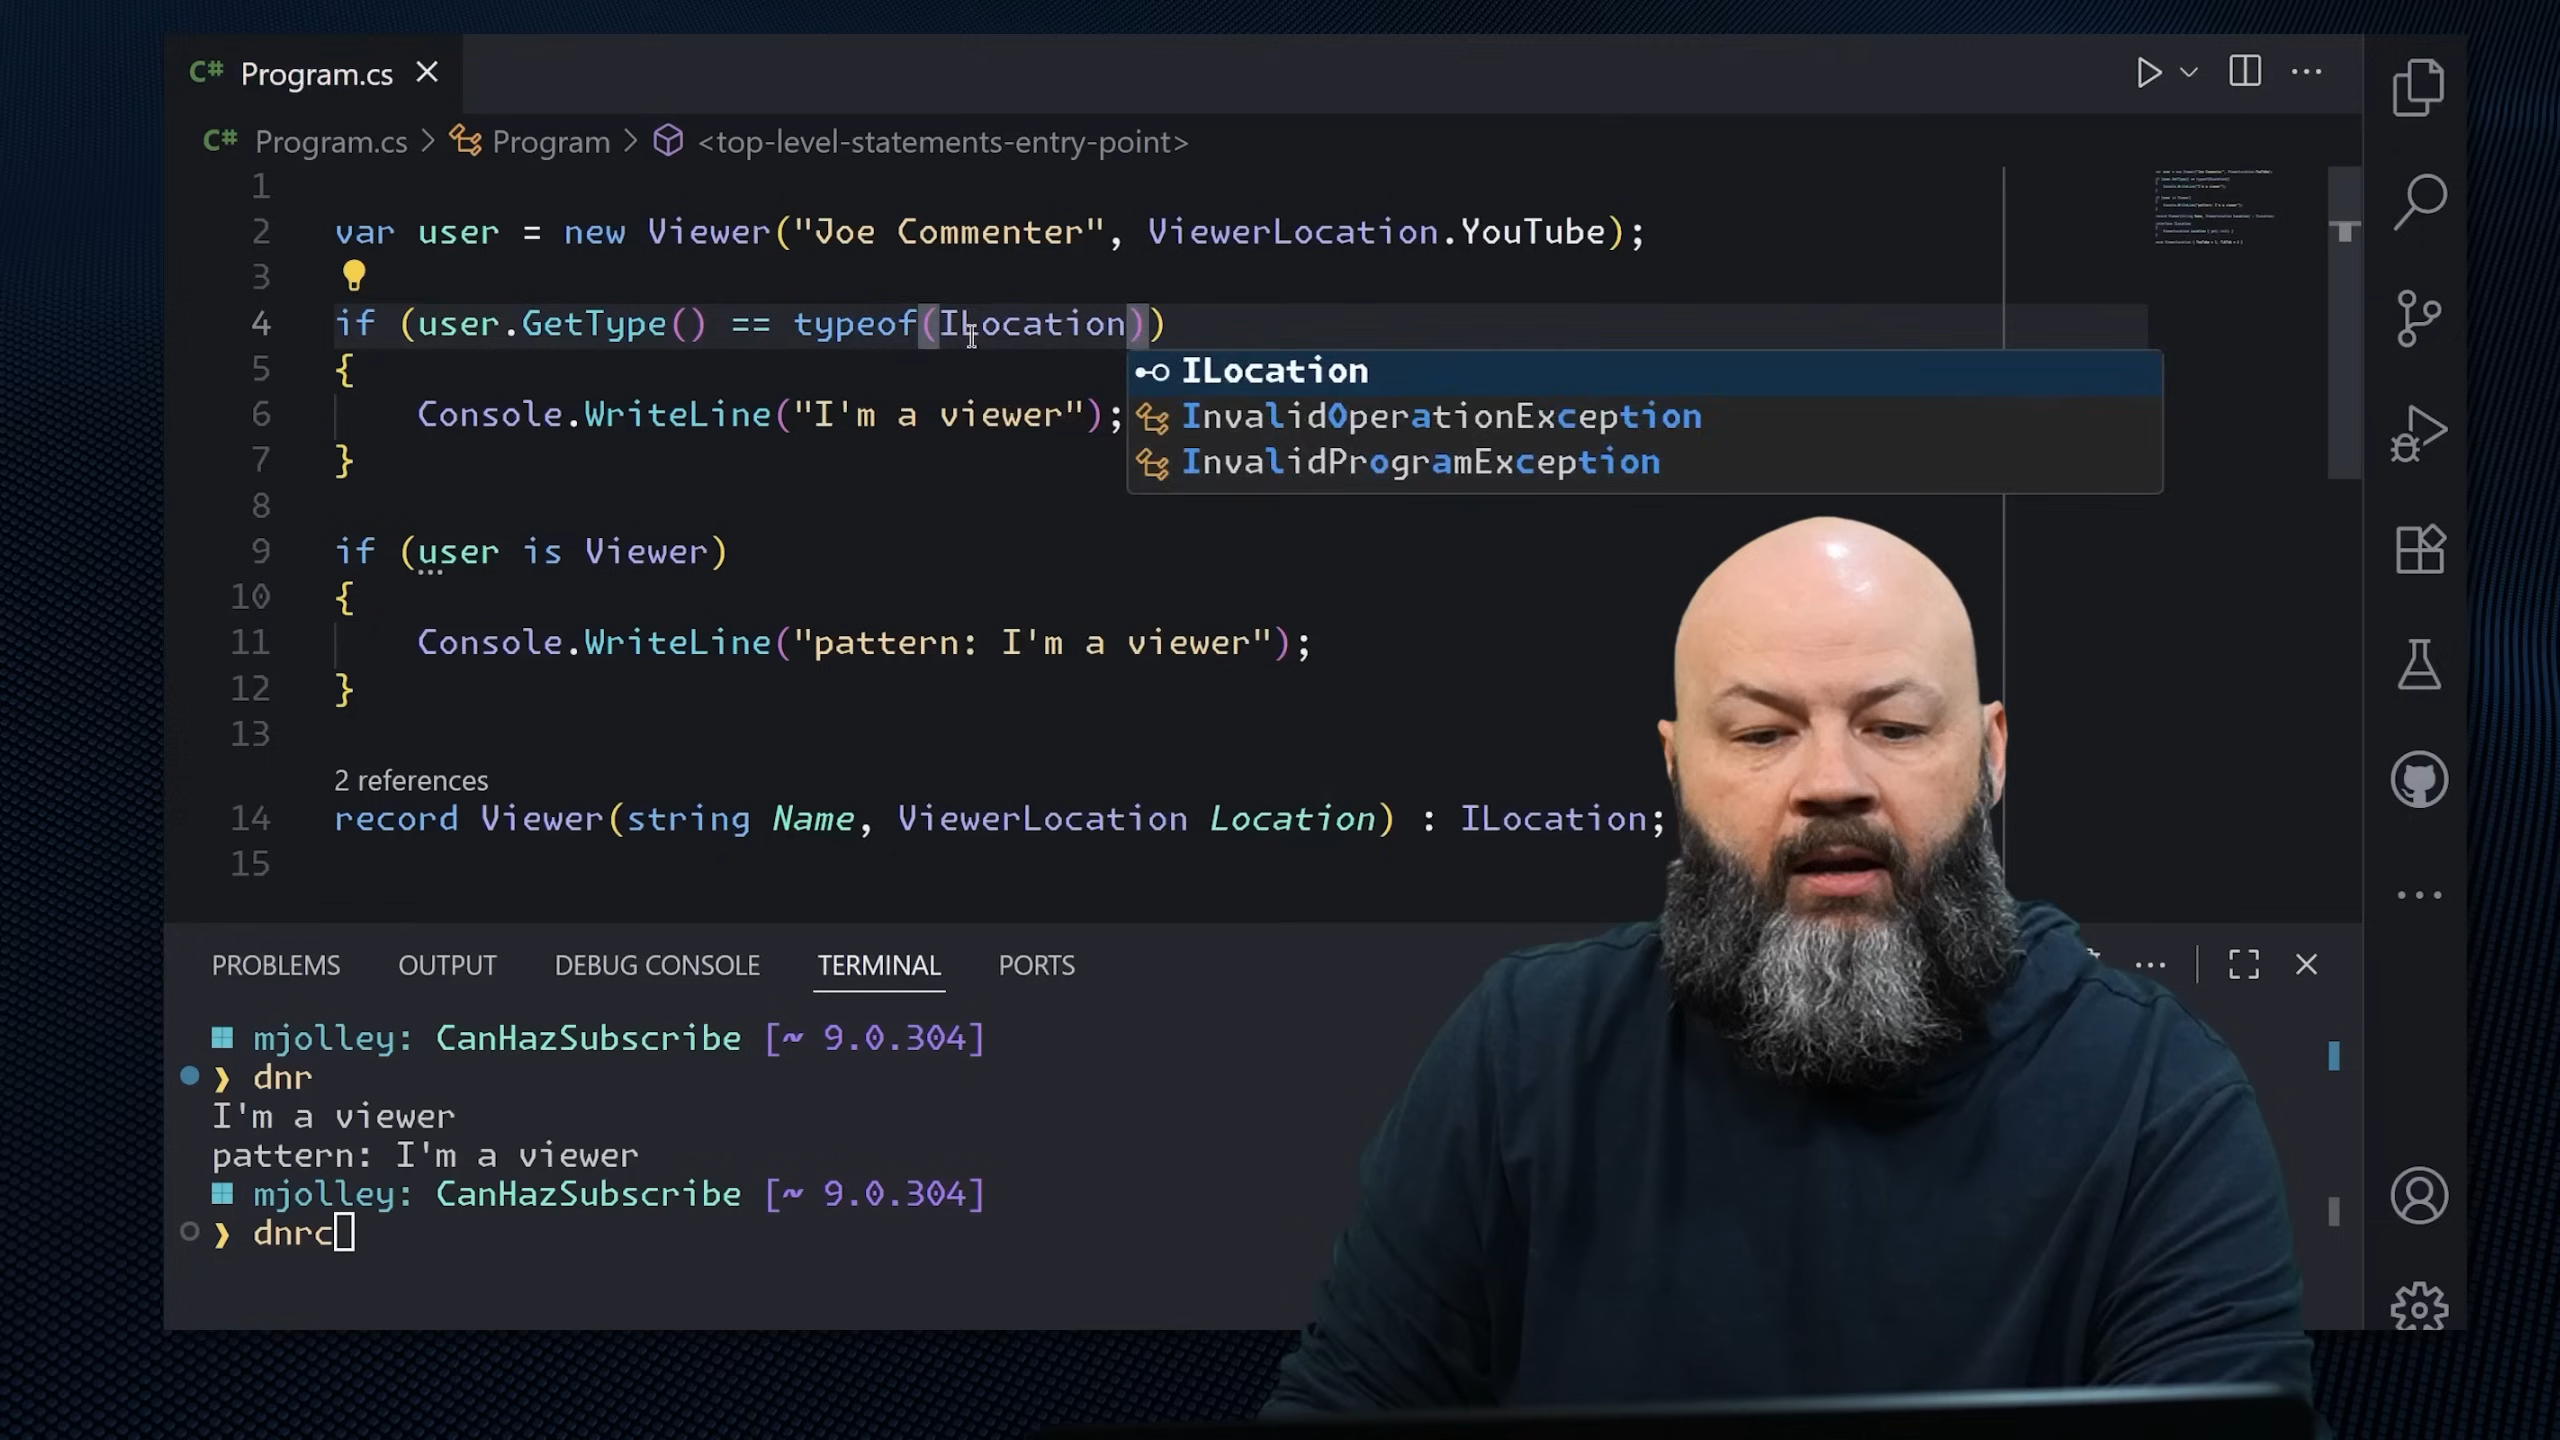 C# Program.cs
C# Program.cs > Program > <top-level-statements-entry-point>
1
2 var user = new Viewer("Joe Commenter", ViewerLocation.YouTube);
3
4 if (user.GetType() == typeof(ILocation))
5 {
ILocation
6 Console.WriteLine("I'm a viewer");
InvalidOperationException
7 }
InvalidProgramException
8
9 if (user is Viewer)
10 {
11 Console.WriteLine("pattern: I'm a viewer");
12 }
13
2 references
14 record Viewer(string Name, ViewerLocation Location) : ILocation;
15
PROBLEMS OUTPUT DEBUG CONSOLE TERMINAL PORTS
mjolley: CanHazSubscribe [~ 9.0.304]
❯ dnr
I'm a viewer
pattern: I'm a viewer
mjolley: CanHazSubscribe [~ 9.0.304]
❯ dnrc